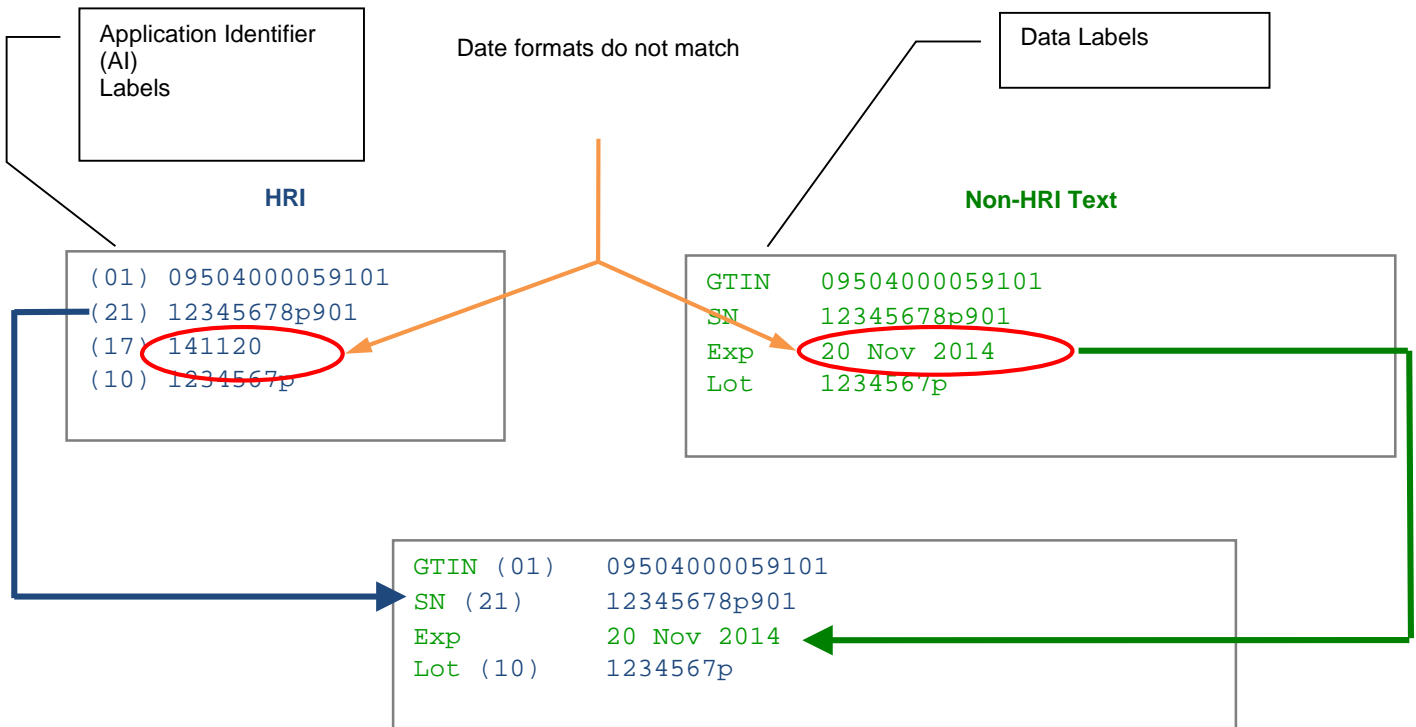 Application Identifier
(AI)
Labels
Date formats do not match
Data Labels
HRI
Non-HRI Text
(01) 09504000059101
(21) 12345678p901
(17) 141120
(10) 1234567p
GTIN 09504000059101
SN 12345678p901
Exp 20 Nov 2014
Lot 1234567p
GTIN (01) 09504000059101
SN (21) 12345678p901
Exp 20 Nov 2014
Lot (10) 1234567p